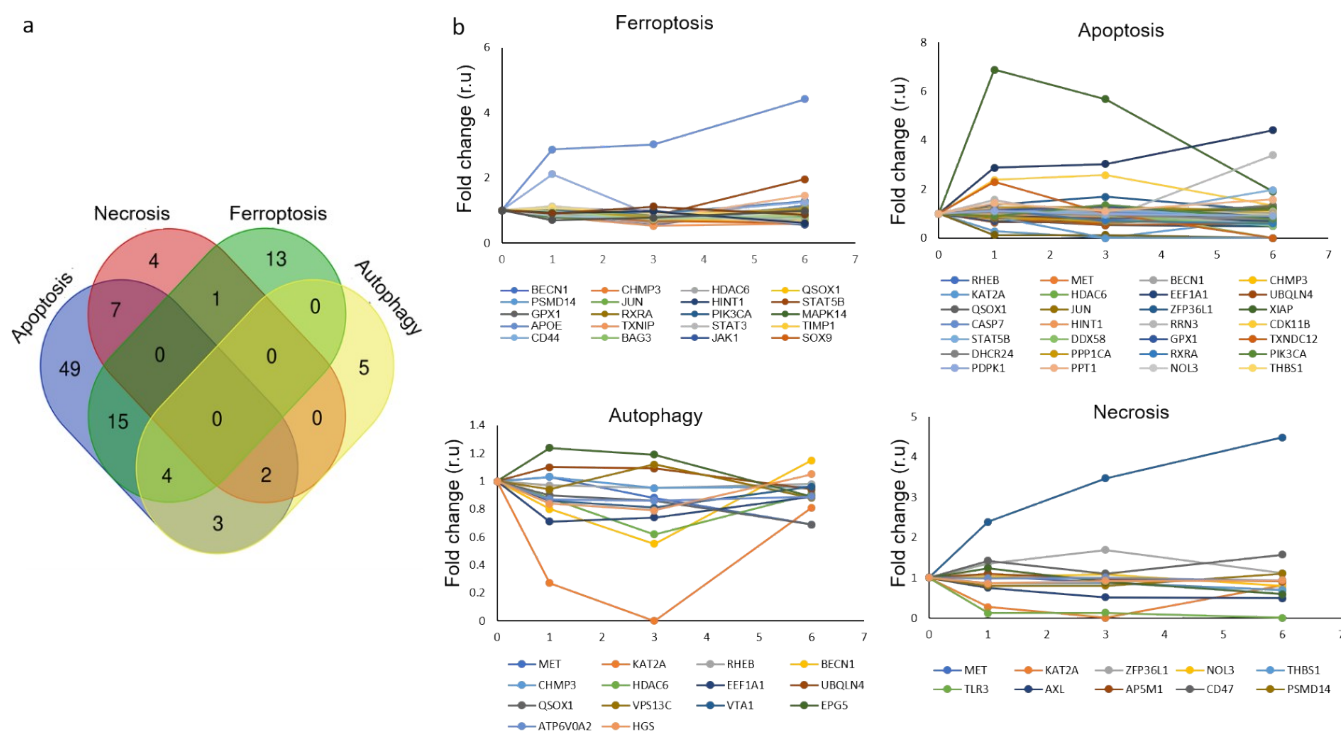 a
Necrosis
Ferroptosis
Apoptosis
Autophagy
4
13
7
1
0
49
0
0
5
15
0
0
4
2
3
b
Ferroptosis
Fold change (r.u)
6
4
2
0
0 1 2 3 4 5 6 7
BECN1 CHMP3 HDAC6 QSOX1
PSMD14 JUN HINT1 STAT5B
GPX1 RXRA PIK3CA MAPK14
APOE TXNIP STAT3 TIMP1
CD44 BAG3 JAK1 SOX9
Apoptosis
Fold change (r.u)
8
6
4
2
0
0 1 2 3 4 5 6 7
RHEB MET BECN1 CHMP3
KAT2A HDAC6 EEF1A1 UBQLN4
QSOX1 JUN ZFP36L1 XIAP
CASP7 HINT1 RRN3 CDK11B
STAT5B DDX58 GPX1 TXNDC12
DHCR24 PPP1CA RXRA PIK3CA
PDPK1 PPT1 NOL3 THBS1
Autophagy
Fold change (r.u)
1.4
1.2
1
0.8
0.6
0.4
0.2
0
0 1 2 3 4 5 6 7
MET KAT2A RHEB BECN1
CHMP3 HDAC6 EEF1A1 UBQLN4
QSOX1 VPS13C VTA1 EPG5
ATP6V0A2 HGS
Necrosis
Fold change (r.u)
5
4
3
2
1
0
0 1 2 3 4 5 6 7
MET KAT2A ZFP36L1 NOL3 THBS1
TLR3 AXL AP5M1 CD47 PSMD14